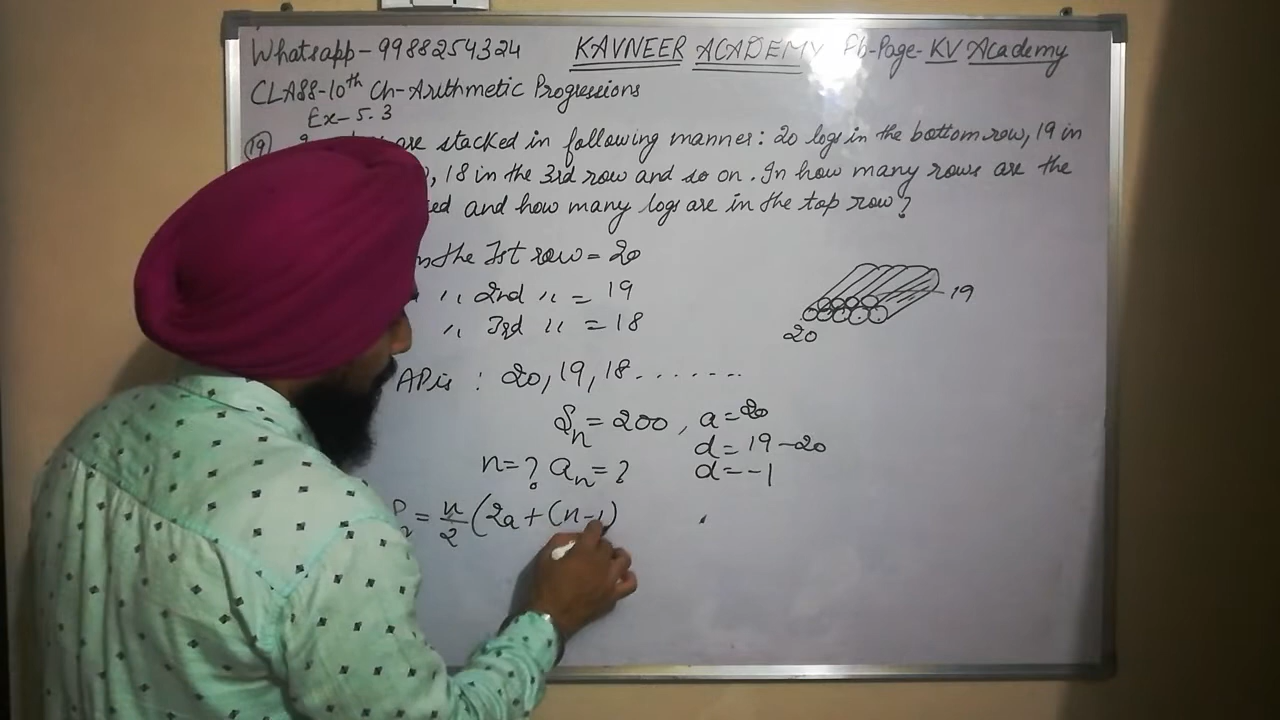 Whatsapp-9988254324 KAVNEER ACADEMY Fb-Page-KV Academy
CLASS-10th Ch-Arithmetic Progressions
Ex-5.3
(19) are stacked in following manner: 20 logs in the bottom row, 19 in
, 18 in the 3rd row and so on. In how many rows are the
and how many logs are in the top row?
the Ist row = 20
" 2nd " = 19
" 3rd " = 18
19
20
AP is : 20, 19, 18........
Sn = 200, a = 20
d = 19-20
n = ? an = ? d = -1
= n/2 (2a + (n-1)